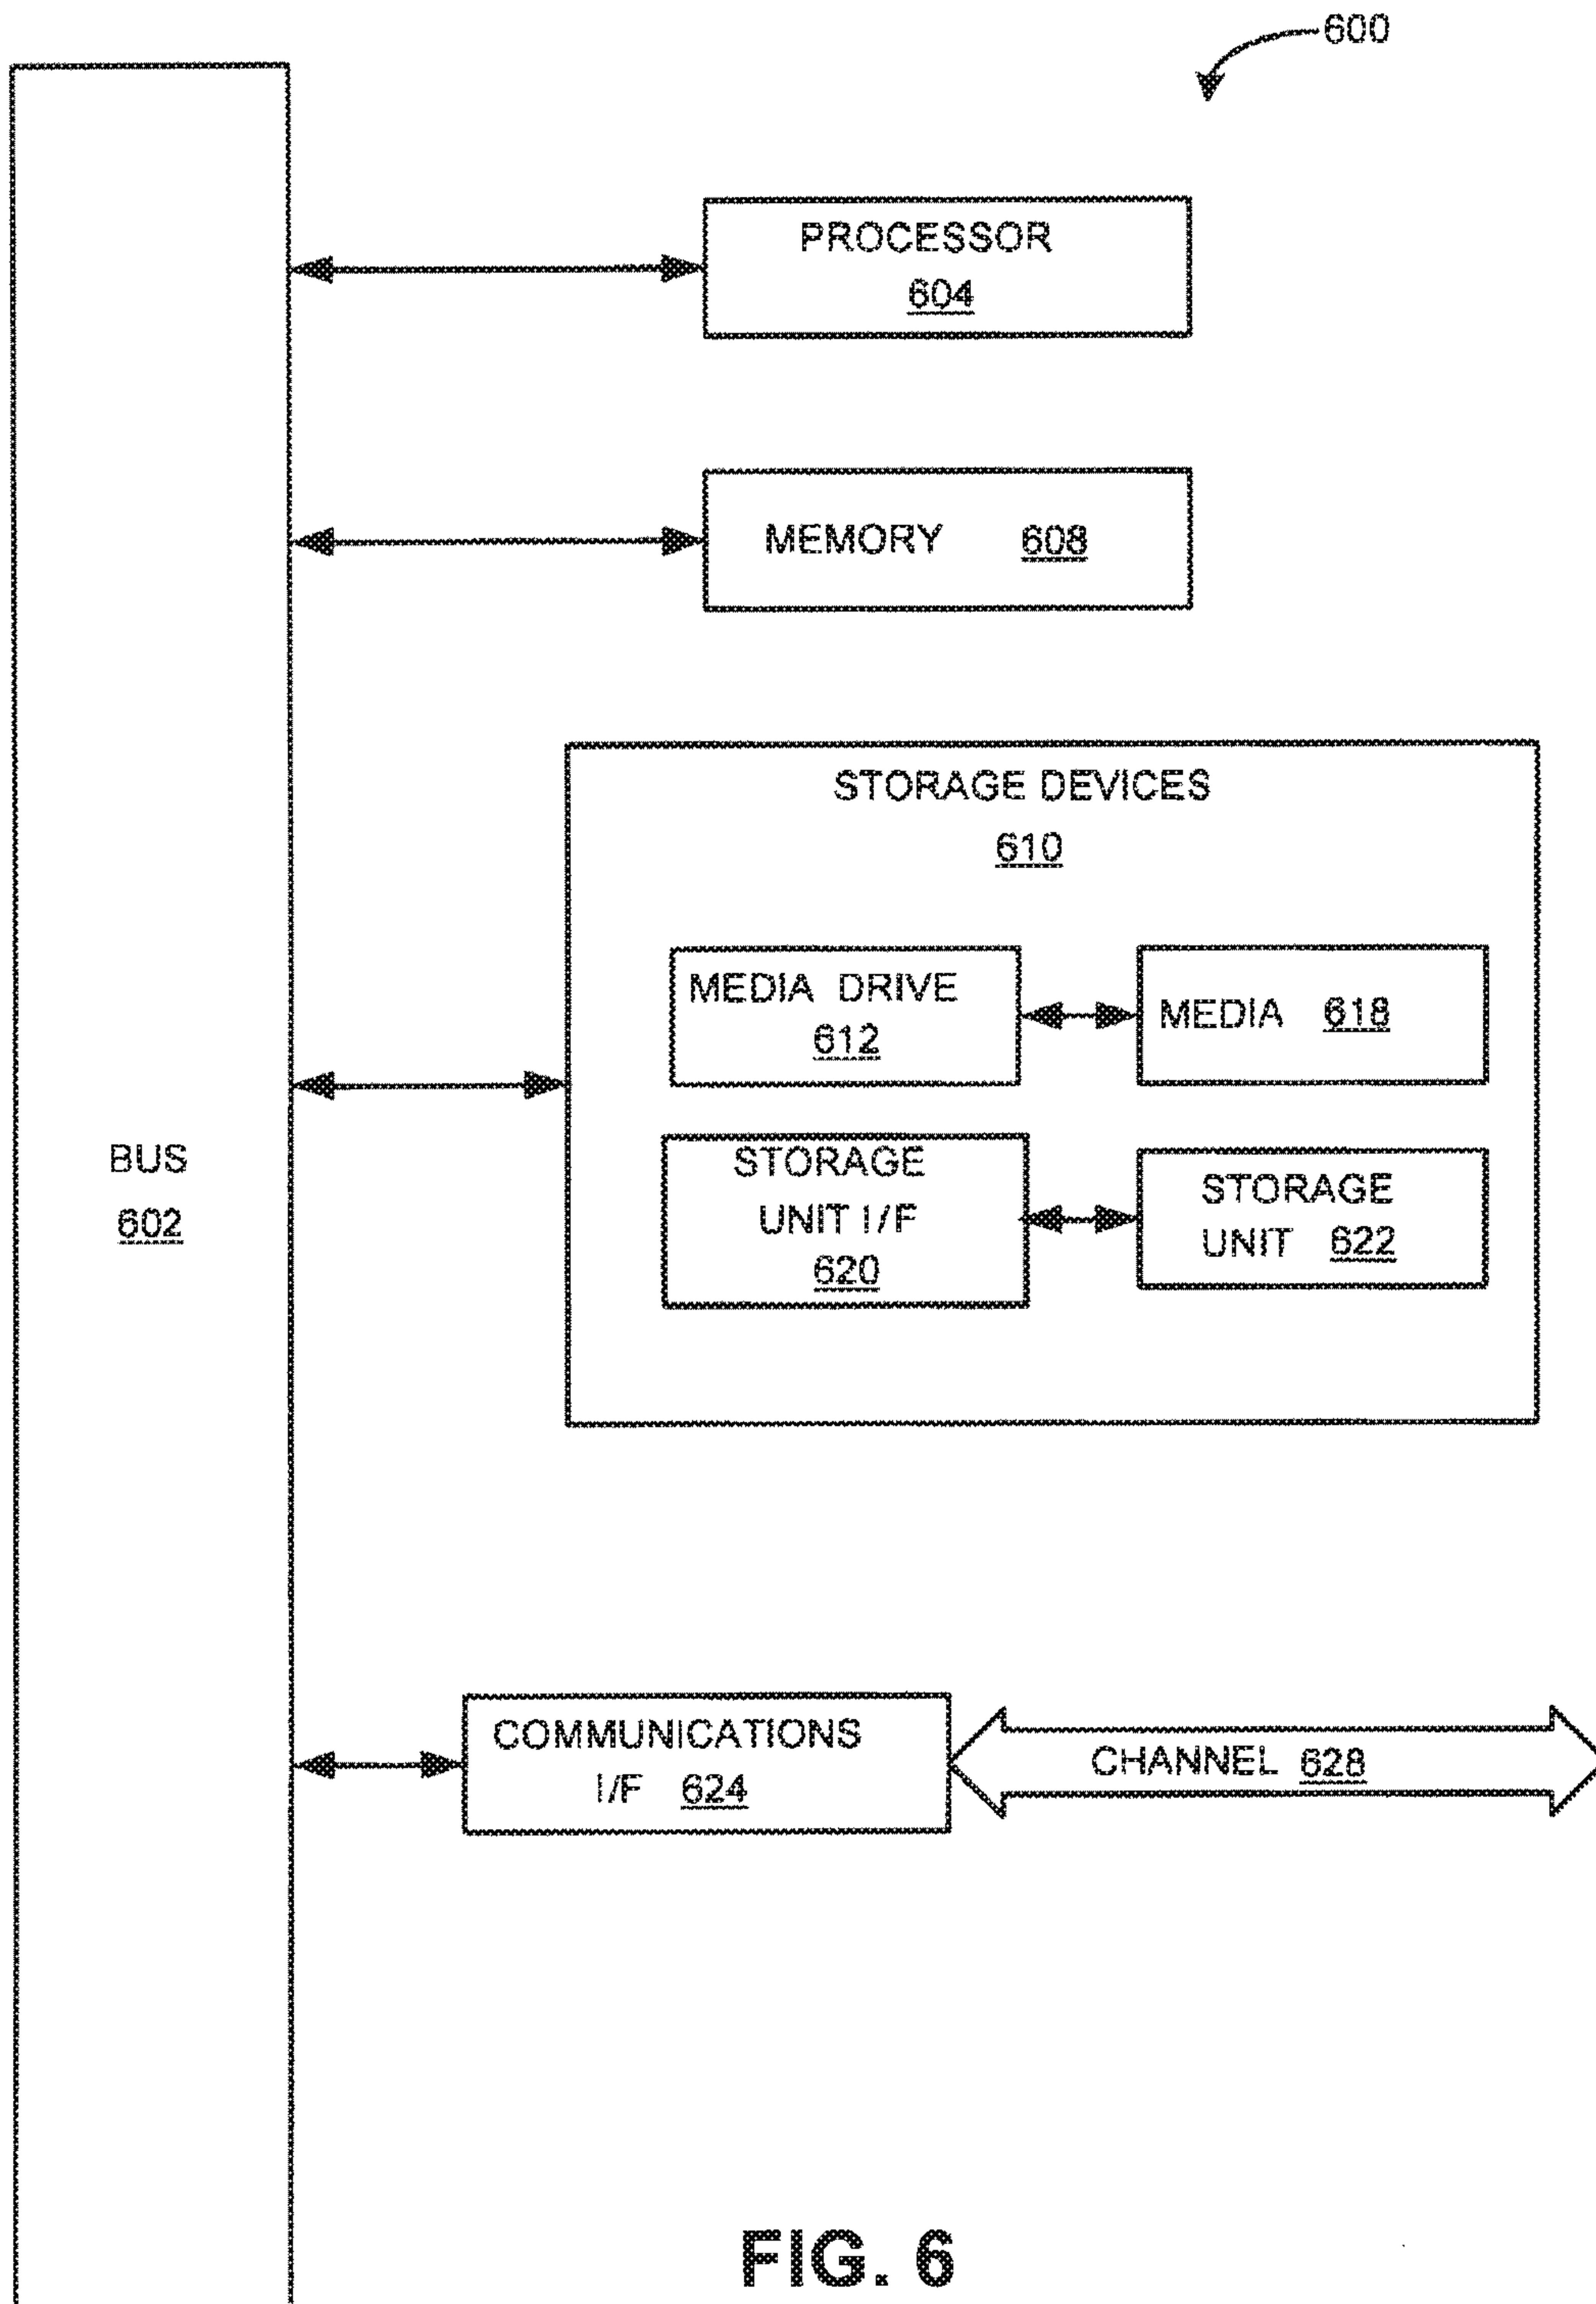 600
PROCESSOR
604
MEMORY 608
STORAGE DEVICES
610
MEDIA DRIVE
612
MEDIA 618
STORAGE
UNIT I/F
620
STORAGE
UNIT 622
BUS
602
COMMUNICATIONS
I/F 624
CHANNEL 628
FIG. 6